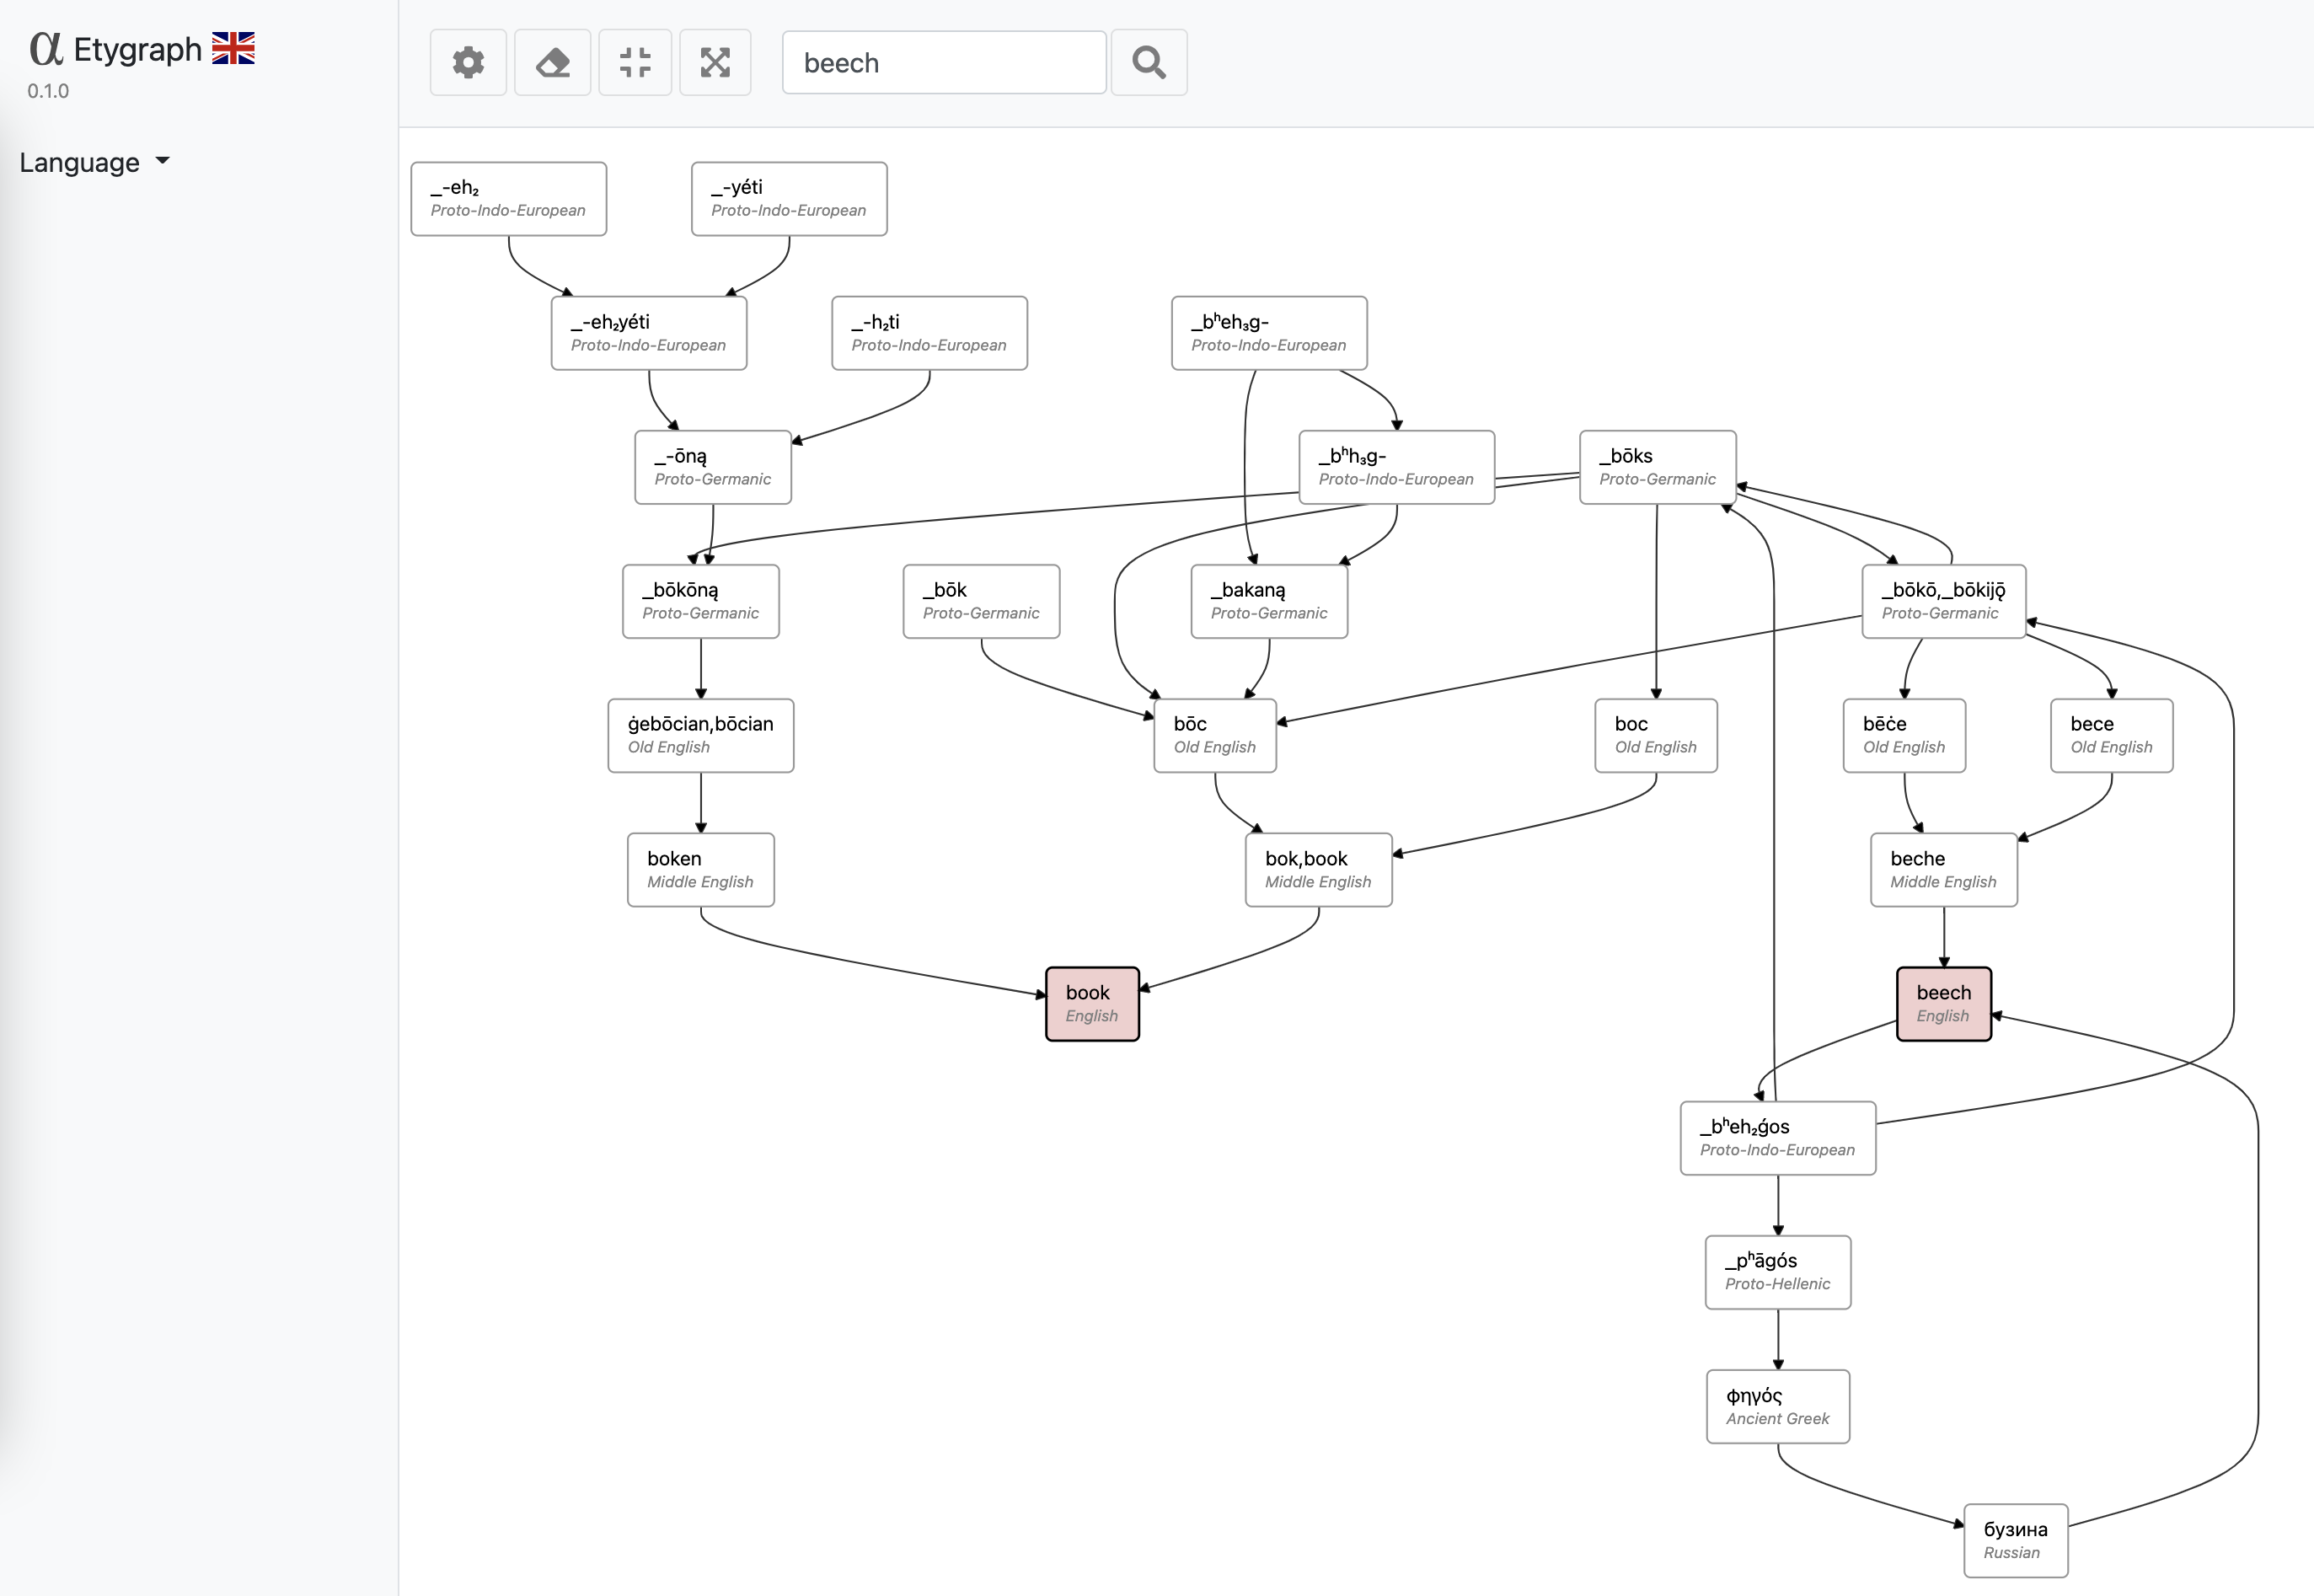 α Etygraph
0.1.0
Language
beech
_-eh₂
Proto-Indo-European
_-yéti
Proto-Indo-European
_-eh₂yéti
Proto-Indo-European
_-h₂ti
Proto-Indo-European
_bʰeh₃g-
Proto-Indo-European
_-ōną
Proto-Germanic
_bʰh₃g-
Proto-Indo-European
_bōks
Proto-Germanic
_bōkōną
Proto-Germanic
_bōk
Proto-Germanic
_bakaną
Proto-Germanic
_bōkō,_bōkijǭ
Proto-Germanic
ġebōcian,bōcian
Old English
bōc
Old English
boc
Old English
bēċe
Old English
bece
Old English
boken
Middle English
bok,book
Middle English
beche
Middle English
book
English
beech
English
_bʰeh₂ǵos
Proto-Indo-European
_pʰāgós
Proto-Hellenic
φηγός
Ancient Greek
бузина
Russian